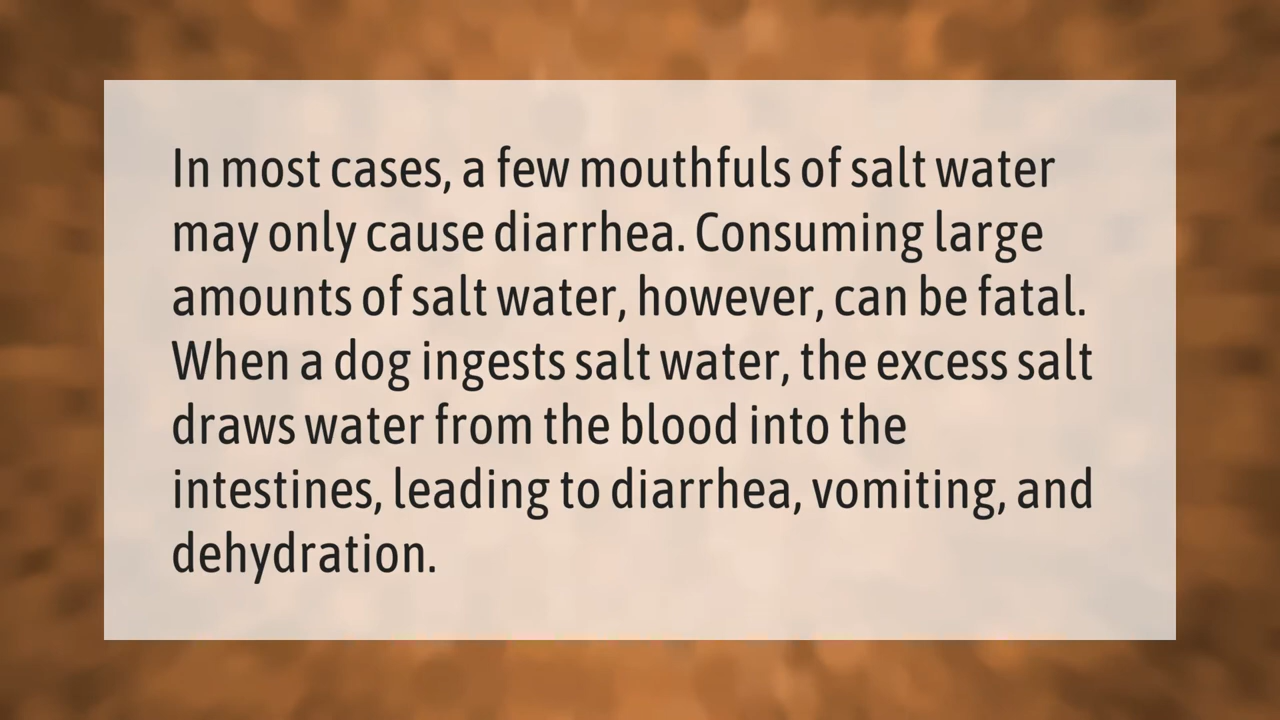 In most cases, a few mouthfuls of salt water
may only cause diarrhea. Consuming large
amounts of salt water, however, can be fatal.
When a dog ingests salt water, the excess salt
draws water from the blood into the
intestines, leading to diarrhea, vomiting, and
dehydration.